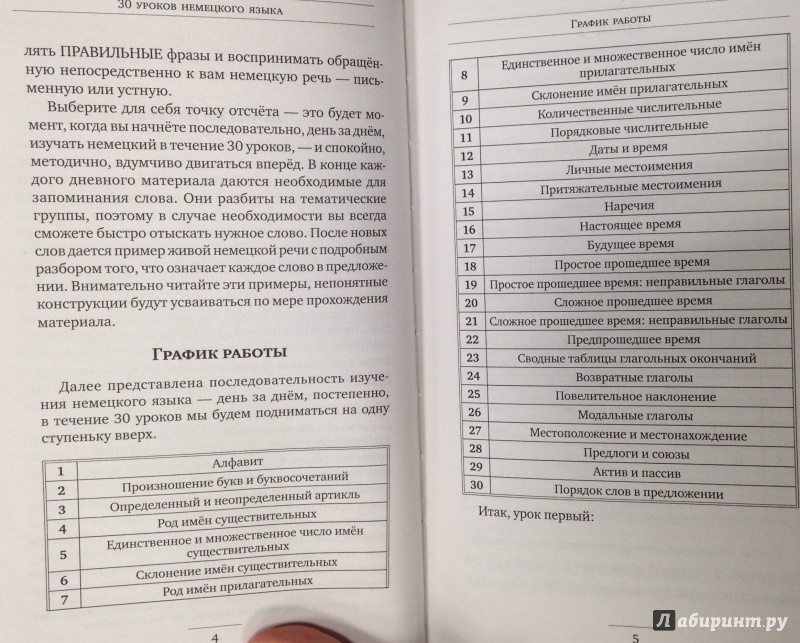 30 УРОКОВ НЕМЕЦКОГО ЯЗЫКА
лять ПРАВИЛЬНЫЕ фразы и воспринимать обращён-
ную непосредственно к вам немецкую речь — пись-
менную или устную.
Выберите для себя точку отсчёта — это будет мо-
мент, когда вы начнёте последовательно, день за днём,
изучать немецкий в течение 30 уроков, — и спокойно,
методично, вдумчиво двигаться вперёд. В конце каж-
дого дневного материала даются необходимые для
запоминания слова. Они разбиты на тематические
группы, поэтому в случае необходимости вы всегда
сможете быстро отыскать нужное слово. После новых
слов дается пример живой немецкой речи с подробным
разбором того, что означает каждое слово в предложе-
нии. Внимательно читайте эти примеры, непонятные
конструкции будут усваиваться по мере прохождения
материала.
ГРАФИК РАБОТЫ
Далее представлена последовательность изуче-
ния немецкого языка — день за днём, постепенно,
в течение 30 уроков мы будем подниматься на одну
ступеньку вверх.
1 Алфавит
2 Произношение букв и буквосочетаний
3 Определенный и неопределенный артикль
4 Род имён существительных
5 Единственное и множественное число имён
существительных
6 Склонение имён существительных
7 Род имён прилагательных
4
ГРАФИК РАБОТЫ
8 Единственное и множественное число имён
прилагательных
9 Склонение имён прилагательных
10 Количественные числительные
11 Порядковые числительные
12 Даты и время
13 Личные местоимения
14 Притяжательные местоимения
15 Наречия
16 Настоящее время
17 Будущее время
18 Простое прошедшее время
19 Простое прошедшее время: неправильные глаголы
20 Сложное прошедшее время
21 Сложное прошедшее время: неправильные глаголы
22 Предпрошедшее время
23 Сводные таблицы глагольных окончаний
24 Возвратные глаголы
25 Повелительное наклонение
26 Модальные глаголы
27 Местоположение и местонахождение
28 Предлоги и союзы
29 Актив и пассив
30 Порядок слов в предложении
Итак, урок первый:
5
Лабиринт.ру